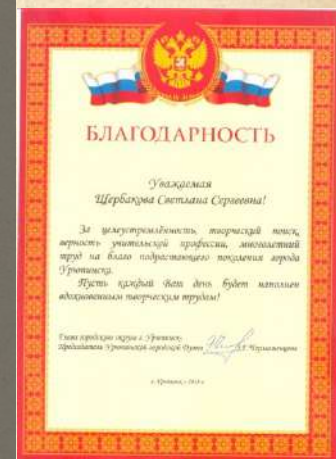 БЛАГОДАРНОСТЬ
Уважаемая
Щербакова Светлана Сергеевна!
За целеустремлённость, творческий поиск,
верность учительской профессии, многолетний
труд на благо подрастающего поколения города
Урюпинска.
Пусть каждый Ваш день будет наполнен
вдохновенным творческим трудом!
Глава городского округа г. Урюпинск,
Председатель Урюпинской городской Думы
г. Урюпинск